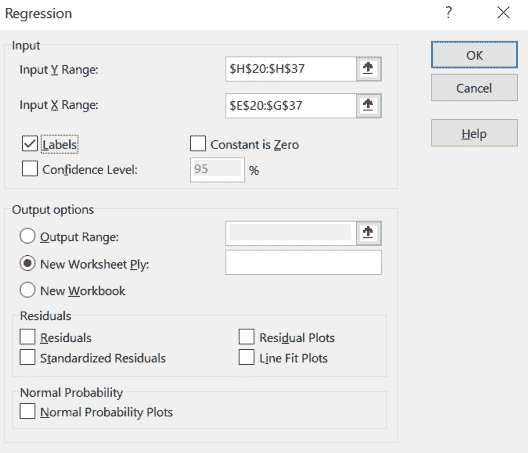 Regression ? ×
Input
Input Y Range: $H$20:$H$37
Input X Range: $E$20:$G$37
Labels Constant is Zero
Confidence Level: 95 %
OK
Cancel
Help
Output options
Output Range:
New Worksheet Ply:
New Workbook
Residuals
Residuals Residual Plots
Standardized Residuals Line Fit Plots
Normal Probability
Normal Probability Plots